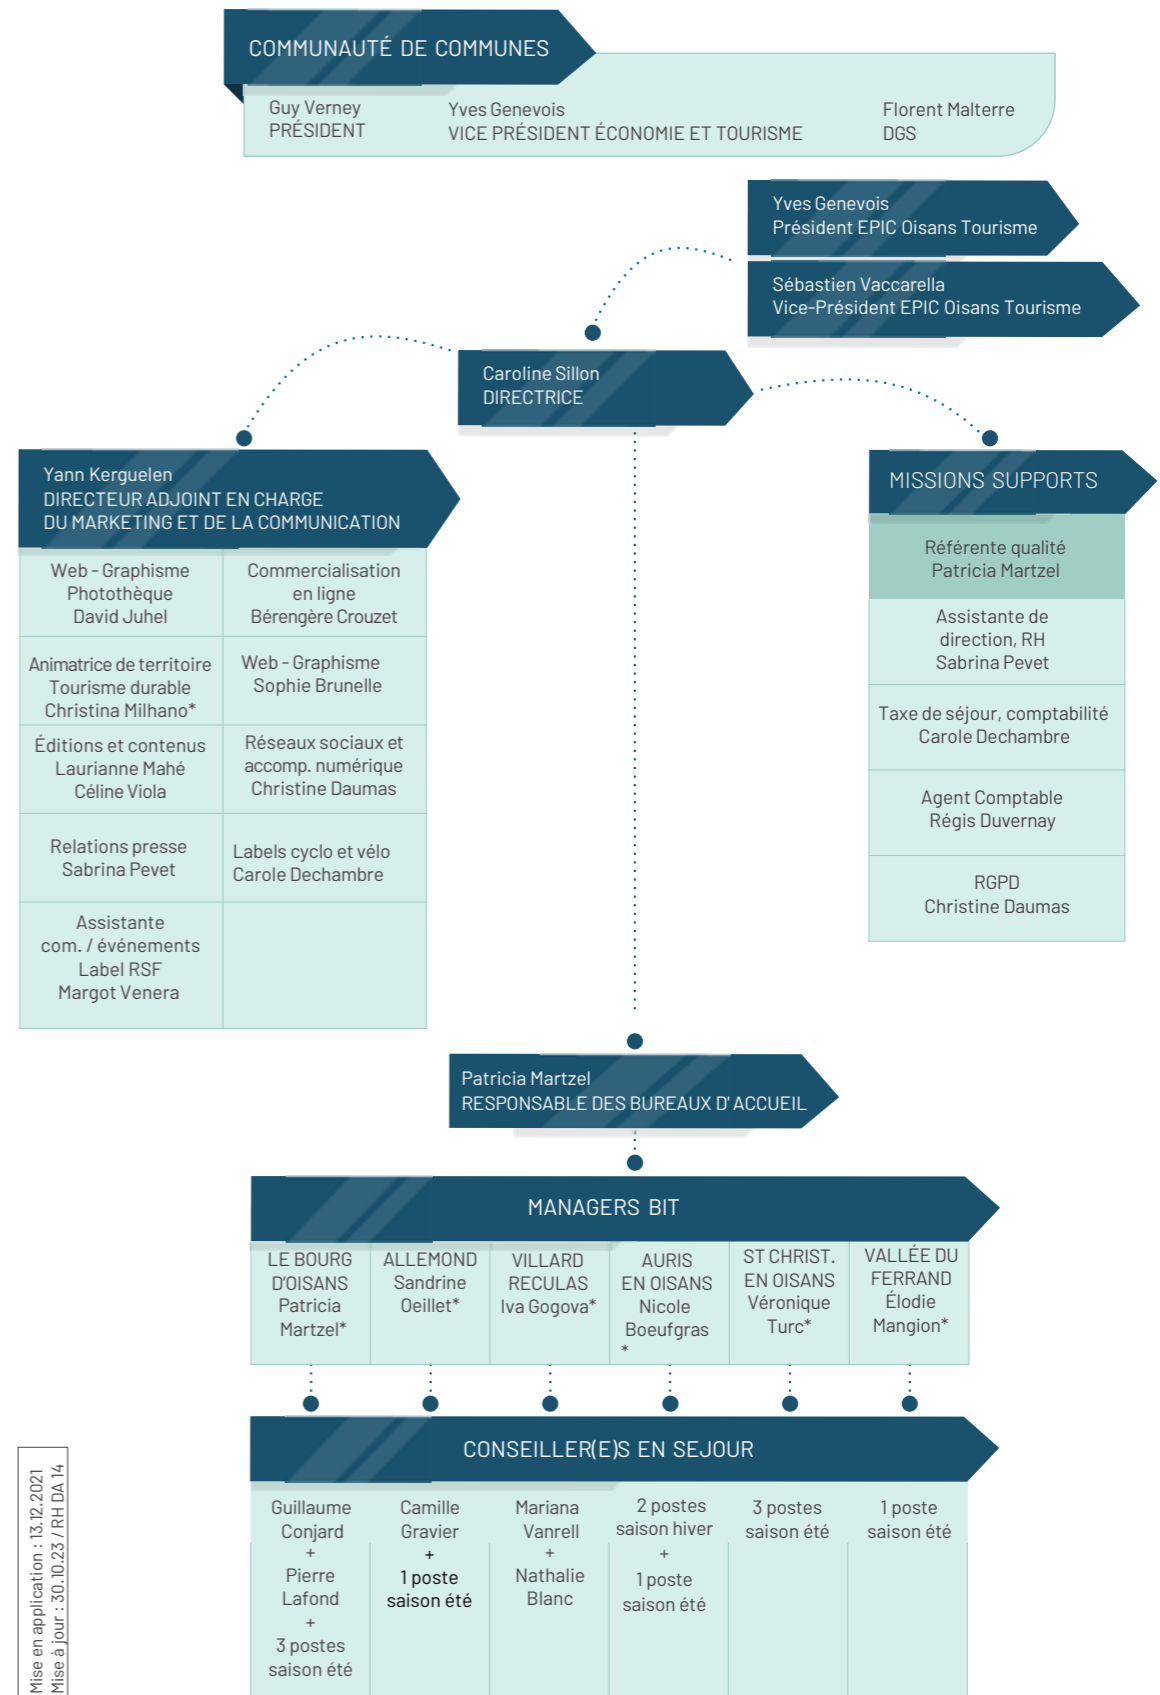 COMMUNAUTÉ DE COMMUNES
Guy Verney
PRÉSIDENT
Yves Genevois
VICE PRÉSIDENT ÉCONOMIE ET TOURISME
Florent Malterre
DGS
Yves Genevois
Président EPIC Oisans Tourisme
Sébastien Vaccarella
Vice-Président EPIC Oisans Tourisme
Caroline Sillon
DIRECTRICE
Yann Kerguelen
DIRECTEUR ADJOINT EN CHARGE
DU MARKETING ET DE LA COMMUNICATION
Web - Graphisme
Photothèque
David Juhel
Commercialisation
en ligne
Bérengère Crouzet
Animatrice de territoire
Tourisme durable
Christina Milhano*
Web - Graphisme
Sophie Brunelle
Éditions et contenus
Laurianne Mahé
Céline Viola
Réseaux sociaux et
accomp. numérique
Christine Daumas
Relations presse
Sabrina Pevet
Labels cyclo et vélo
Carole Dechambre
Assistante
com. / événements
Label RSF
Margot Venera
MISSIONS SUPPORTS
Référente qualité
Patricia Martzel
Assistante de
direction, RH
Sabrina Pevet
Taxe de séjour, comptabilité
Carole Dechambre
Agent Comptable
Régis Duvernay
RGPD
Christine Daumas
Patricia Martzel
RESPONSABLE DES BUREAUX D' ACCUEIL
MANAGERS BIT
LE BOURG
D'OISANS
Patricia
Martzel*
ALLEMOND
Sandrine
Oeillet*
VILLARD
RECULAS
Iva Gogova*
AURIS
EN OISANS
Nicole
Boeufgras
*
ST CHRIST.
EN OISANS
Véronique
Turc*
VALLÉE DU
FERRAND
Élodie
Mangion*
CONSEILLER(E)S EN SEJOUR
Guillaume
Conjard
+
Pierre
Lafond
+
3 postes
saison été
Camille
Gravier
+
1 poste
saison été
Mariana
Vanrell
+
Nathalie
Blanc
2 postes
saison hiver
+
1 poste
saison été
3 postes
saison été
1 poste
saison été
Mise en application : 13.12.2021
Mise à jour : 30.10.23 / RH DA 14